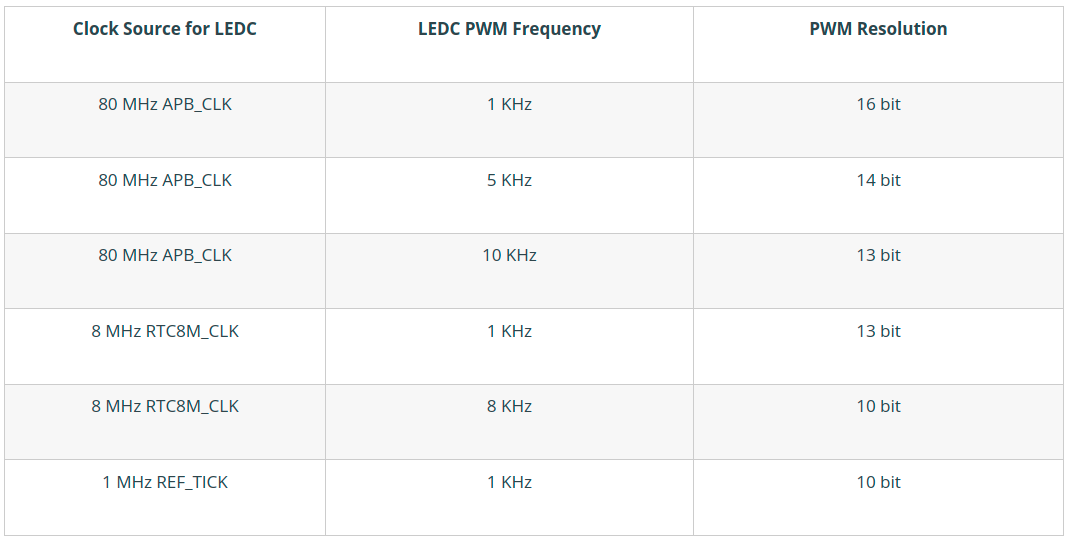 Clock Source for LEDC LEDC PWM Frequency PWM Resolution
80 MHz APB_CLK 1 KHz 16 bit
80 MHz APB_CLK 5 KHz 14 bit
80 MHz APB_CLK 10 KHz 13 bit
8 MHz RTC8M_CLK 1 KHz 13 bit
8 MHz RTC8M_CLK 8 KHz 10 bit
1 MHz REF_TICK 1 KHz 10 bit